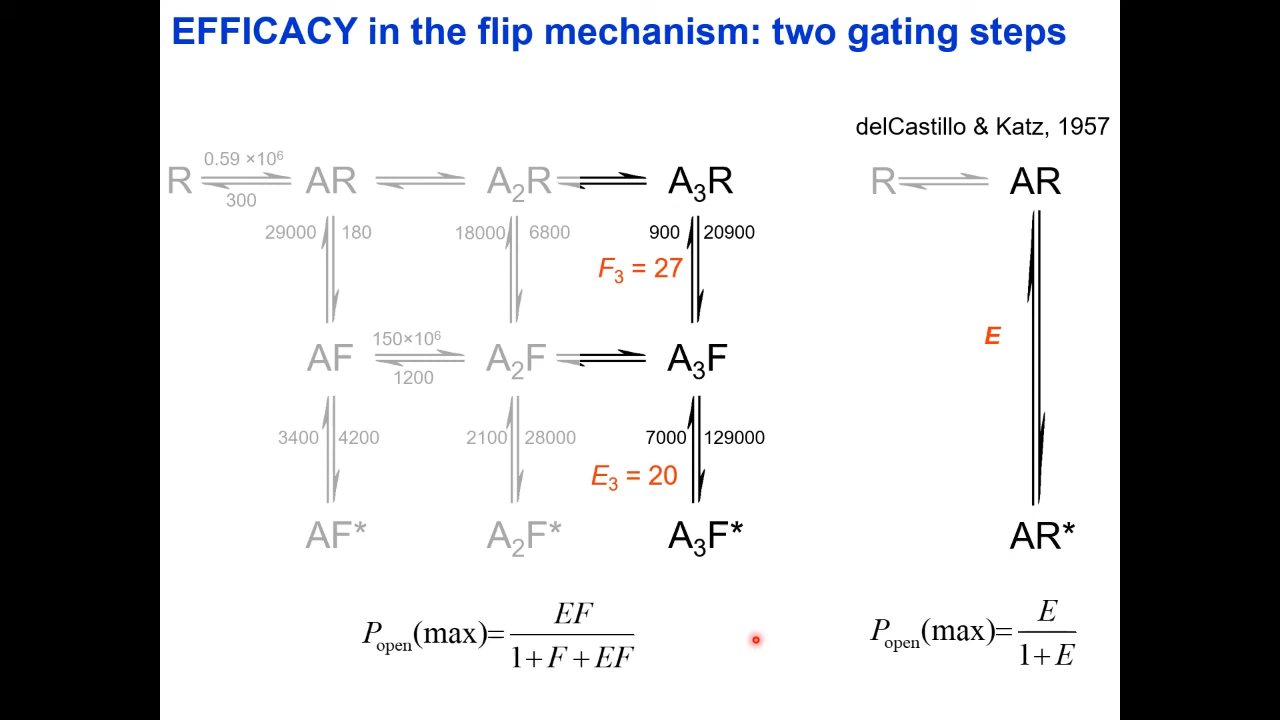 EFFICACY in the flip mechanism: two gating steps
delCastillo & Katz, 1957
0.59 ×10⁶
R AR A₂R A₃R R AR
300
29000 180 18000 6800 900 20900
F₃ = 27
E
150×10⁶
AF A₂F A₃F
1200
3400 4200 2100 28000 7000 129000
E₃ = 20
AF* A₂F* A₃F* AR*
P_open(max)= EF / 1+F+EF
P_open(max)= E / 1+E